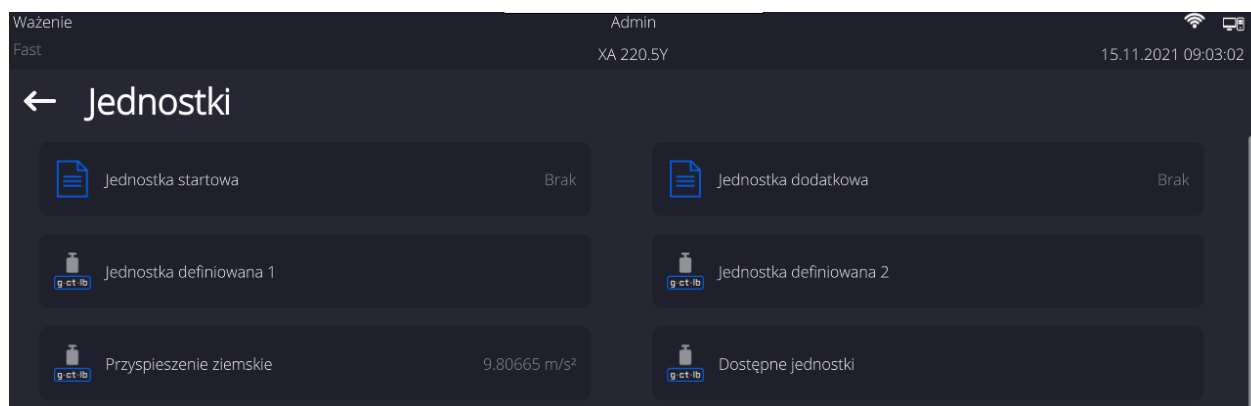 Ważenie Admin
Fast XA 220.5Y 15.11.2021 09:03:02
Jednostki
Jednostka startowa Brak Jednostka dodatkowa Brak
g·ct·lb Jednostka definiowana 1 g·ct·lb Jednostka definiowana 2
g·ct·lb Przyspieszenie ziemskie 9.80665 m/s² g·ct·lb Dostępne jednostki